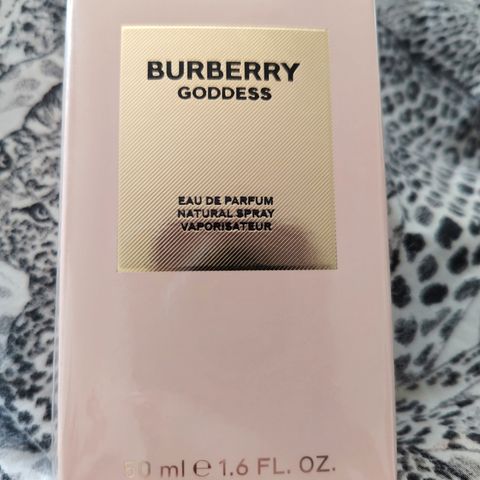 BURBERRY
GODDESS
EAU DE PARFUM
NATURAL SPRAY
VAPORISATEUR
50 ml ℮ 1.6 FL. OZ.